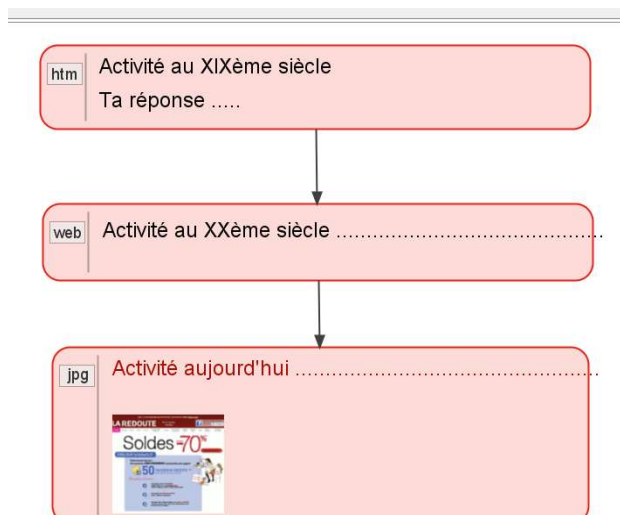 htm
Activité au XIXème siècle
Ta réponse .....
web
Activité au XXème siècle ............................................
jpg
Activité aujourd'hui ..................................................
LA REDOUTE
Soldes -70%
50